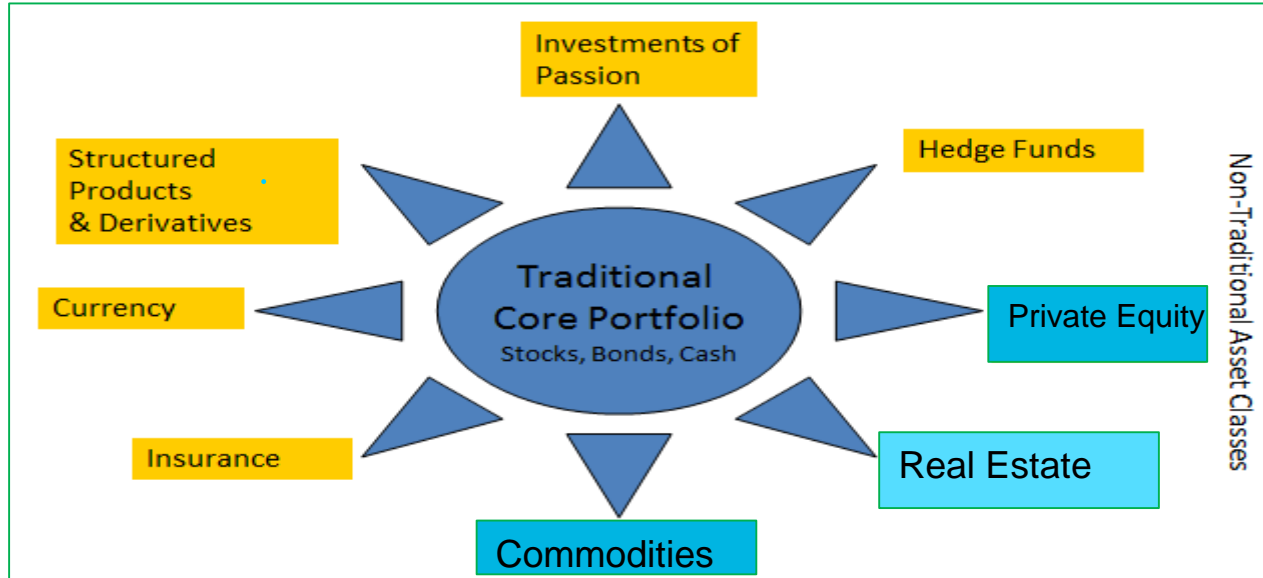 Investments of
Passion
Structured
Products
& Derivatives
Hedge Funds
Currency
Traditional
Core Portfolio
Stocks, Bonds, Cash
Private Equity
Insurance
Real Estate
Commodities
Non-Traditional Asset Classes